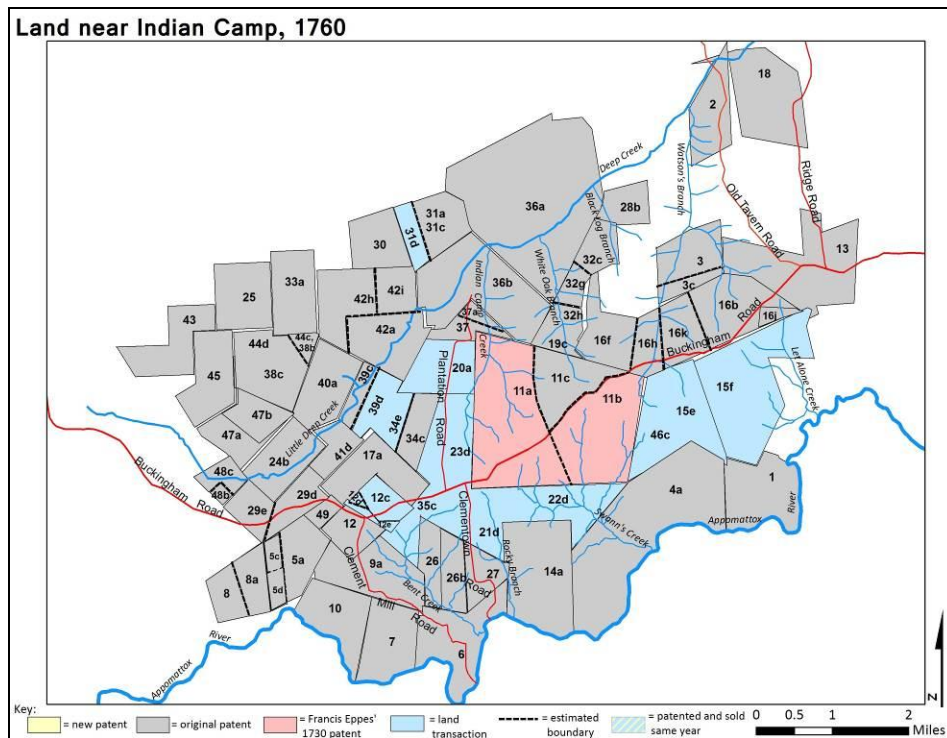 Land near Indian Camp, 1760
18
2
Deep Creek
Watson's Branch
Old Tavern Road
Ridge Road
36a
Black Log Branch
28b
31a
31c
31d
30
13
3
3c
32c
32g
32h
White Oak Branch
Indian Camp
Creek
36b
33a
25
42h
42i
43
42a
37a
37
19c
16f
16h
16k
16b
16j
Buckingham Road
44d
44c,
38b
38c
45
40a
39c
39d
34e
34c
20a
Plantation Road
11a
11c
11b
15e
15f
Let Alone Creek
46c
47b
47a
24b
Little Deep Creek
41d
17a
23d
48c
48b
Buckingham Road
29e
29d
49
12
12c
12e
35c
Clementown Road
22d
21d
Swann's Creek
4a
1
Appomattox River
5c
5d
5a
8
8a
Clement Mill Road
9a
Bent Creek
26
26b
27
Rocky Branch
14a
10
7
6
Appomattox River
N
Key:
= new patent
= original patent
= Francis Eppes'
1730 patent
= land
transaction
= estimated
boundary
= patented and sold
same year
0 0.5 1 2
Miles